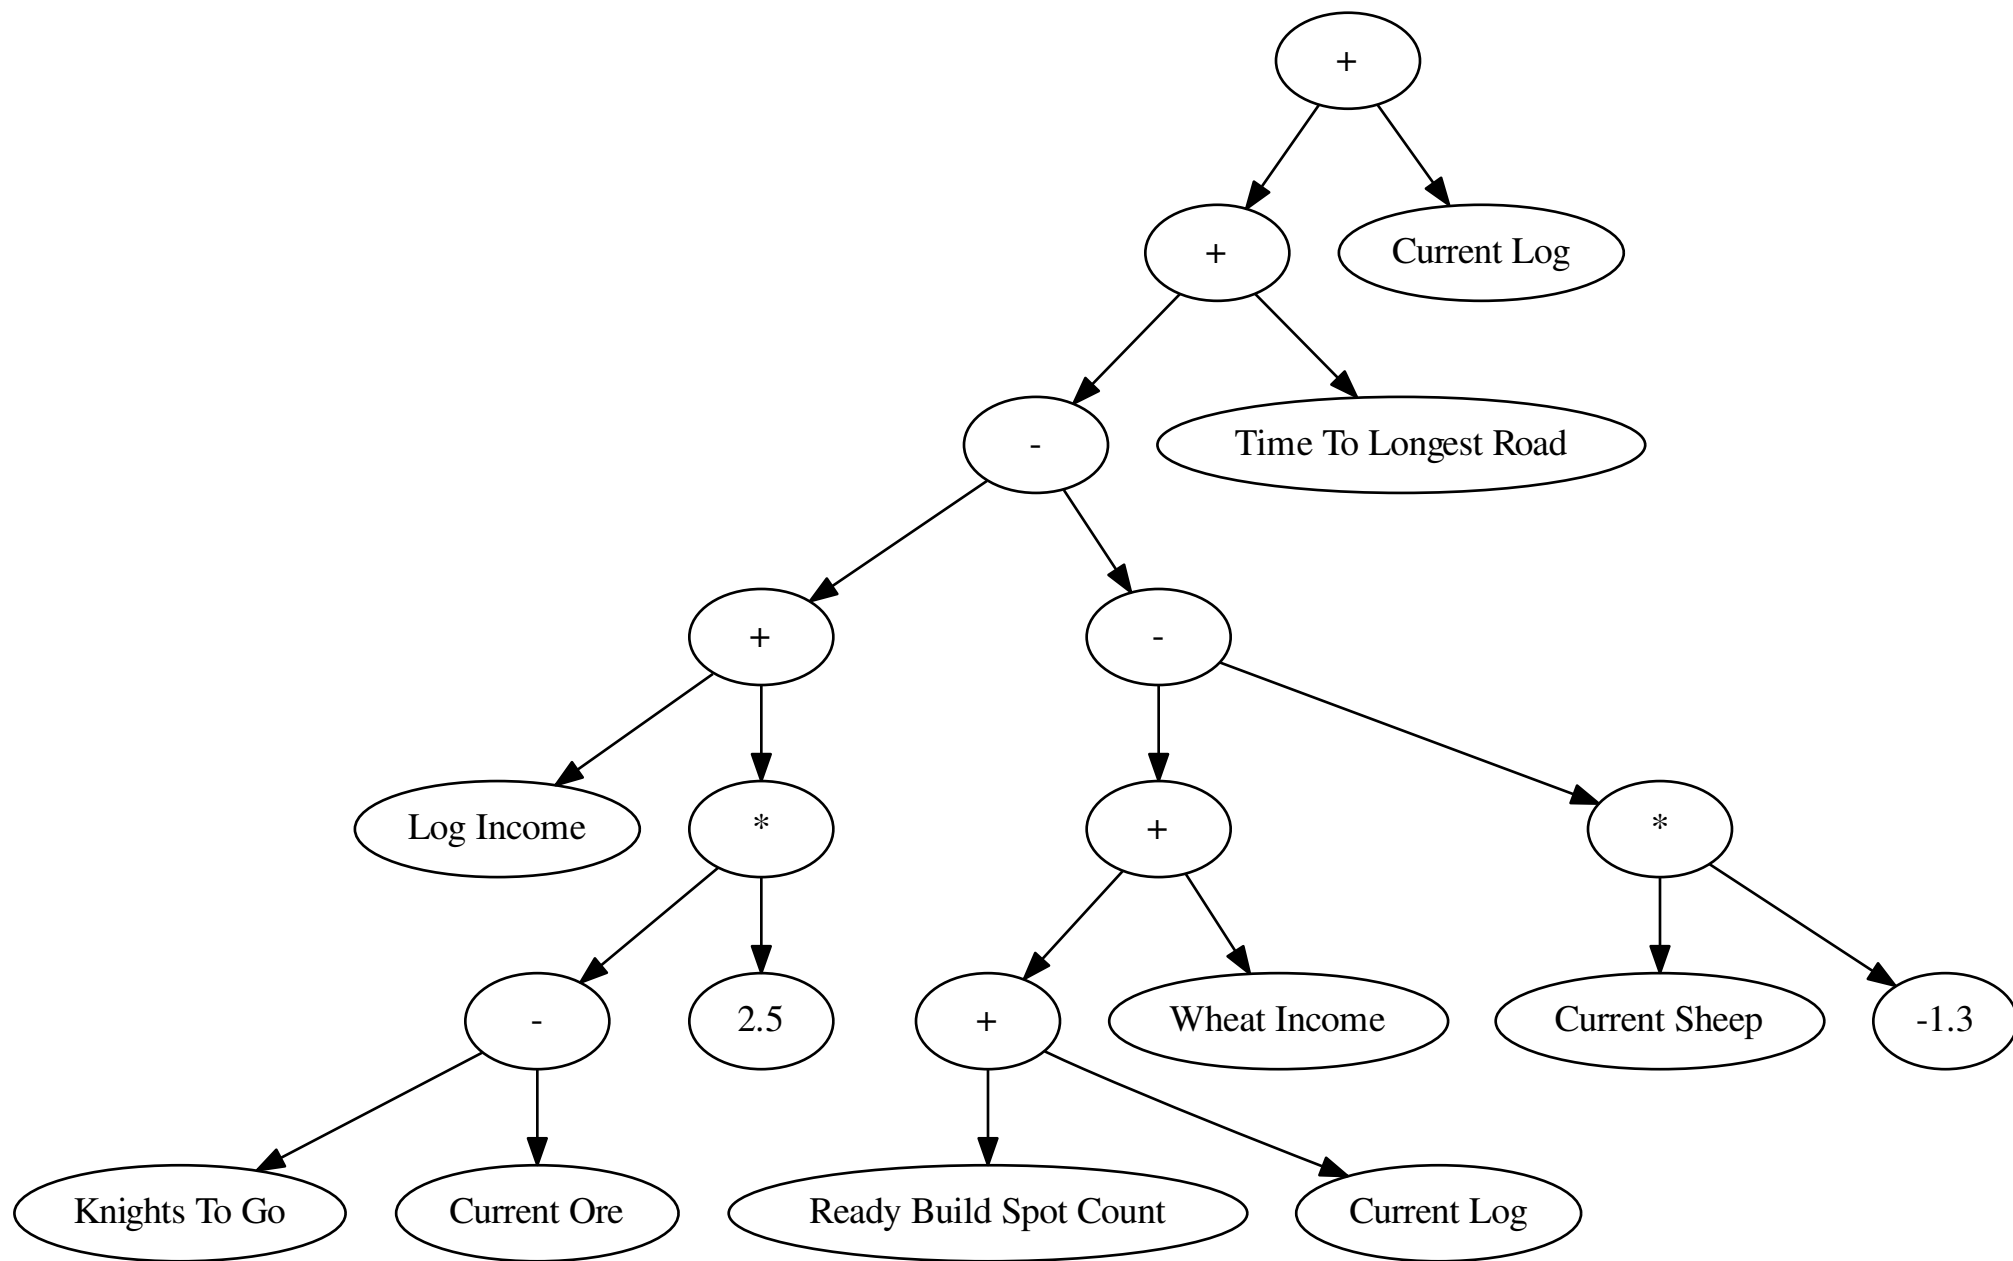 +
+
Current Log
-
Time To Longest Road
+
-
Log Income
*
+
*
-
2.5
+
Wheat Income
Current Sheep
-1.3
Knights To Go
Current Ore
Ready Build Spot Count
Current Log